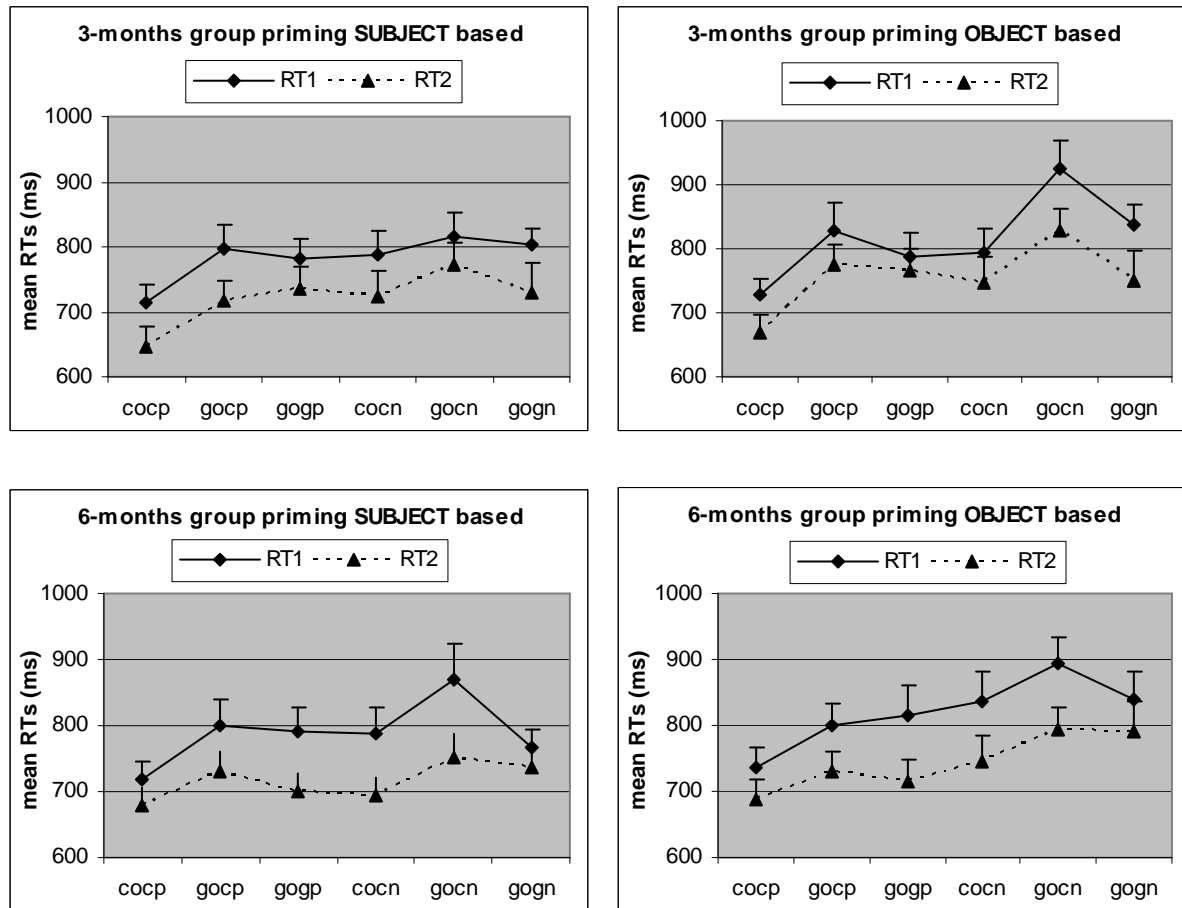 3-months group priming SUBJECT based
RT1 RT2
1000
900
800
700
600
mean RTs (ms)
cocp gocp gogp cocn gocn gogn
3-months group priming OBJECT based
RT1 RT2
1000
900
800
700
600
mean RTs (ms)
cocp gocp gogp cocn gocn gogn
6-months group priming SUBJECT based
RT1 RT2
1000
900
800
700
600
mean RTs (ms)
cocp gocp gogp cocn gocn gogn
6-months group priming OBJECT based
RT1 RT2
1000
900
800
700
600
mean RTs (ms)
cocp gocp gogp cocn gocn gogn